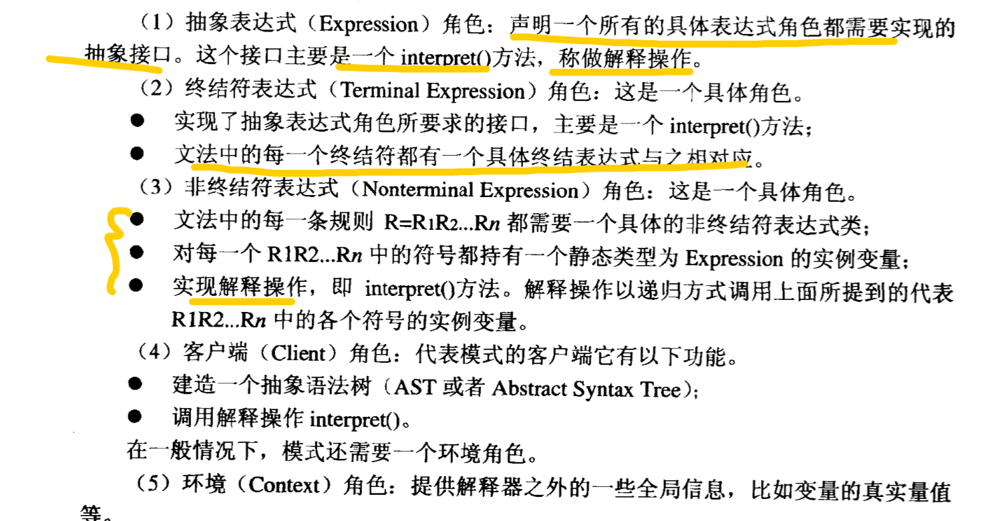 （1）抽象表达式（Expression）角色：声明一个所有的具体表达式角色都需要实现的
抽象接口。这个接口主要是一个 interpret()方法，称做解释操作。
（2）终结符表达式（Terminal Expression）角色：这是一个具体角色。
● 实现了抽象表达式角色所要求的接口，主要是一个 interpret()方法；
● 文法中的每一个终结符都有一个具体终结表达式与之相对应。
（3）非终结符表达式（Nonterminal Expression）角色：这是一个具体角色。
● 文法中的每一条规则 R=R1R2...Rn 都需要一个具体的非终结符表达式类；
● 对每一个 R1R2...Rn 中的符号都持有一个静态类型为 Expression 的实例变量；
● 实现解释操作，即 interpret()方法。解释操作以递归方式调用上面所提到的代表
R1R2...Rn 中的各个符号的实例变量。
（4）客户端（Client）角色：代表模式的客户端它有以下功能。
● 建造一个抽象语法树（AST 或者 Abstract Syntax Tree）；
● 调用解释操作 interpret()。
在一般情况下，模式还需要一个环境角色。
（5）环境（Context）角色：提供解释器之外的一些全局信息，比如变量的真实量值
等。